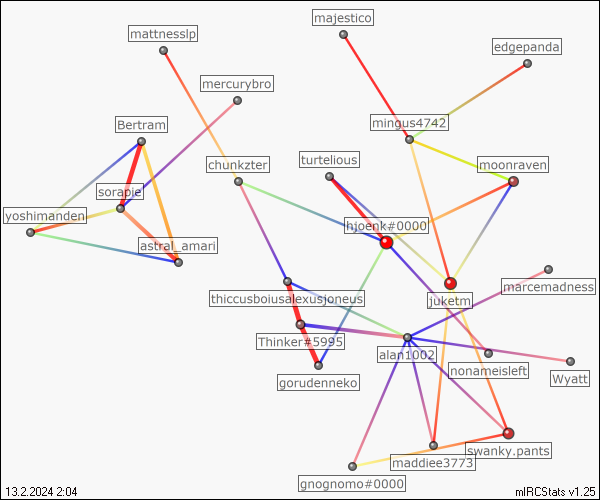 majestico
mattnesslp
edgepanda
mercurybro
Bertram
mingus4742
chunkzter
turtelious
moonraven
sorapie
yoshimanden
hjoenk#0000
astral_amari
marcemadness
thiccusboiusalexusjoneus
juketm
Thinker#5995
alan1002
nonameisleft
gorudenneko
Wyatt
swanky.pants
maddiee3773
gnognomo#0000
13.2.2024 2:04
mIRCStats v1.25